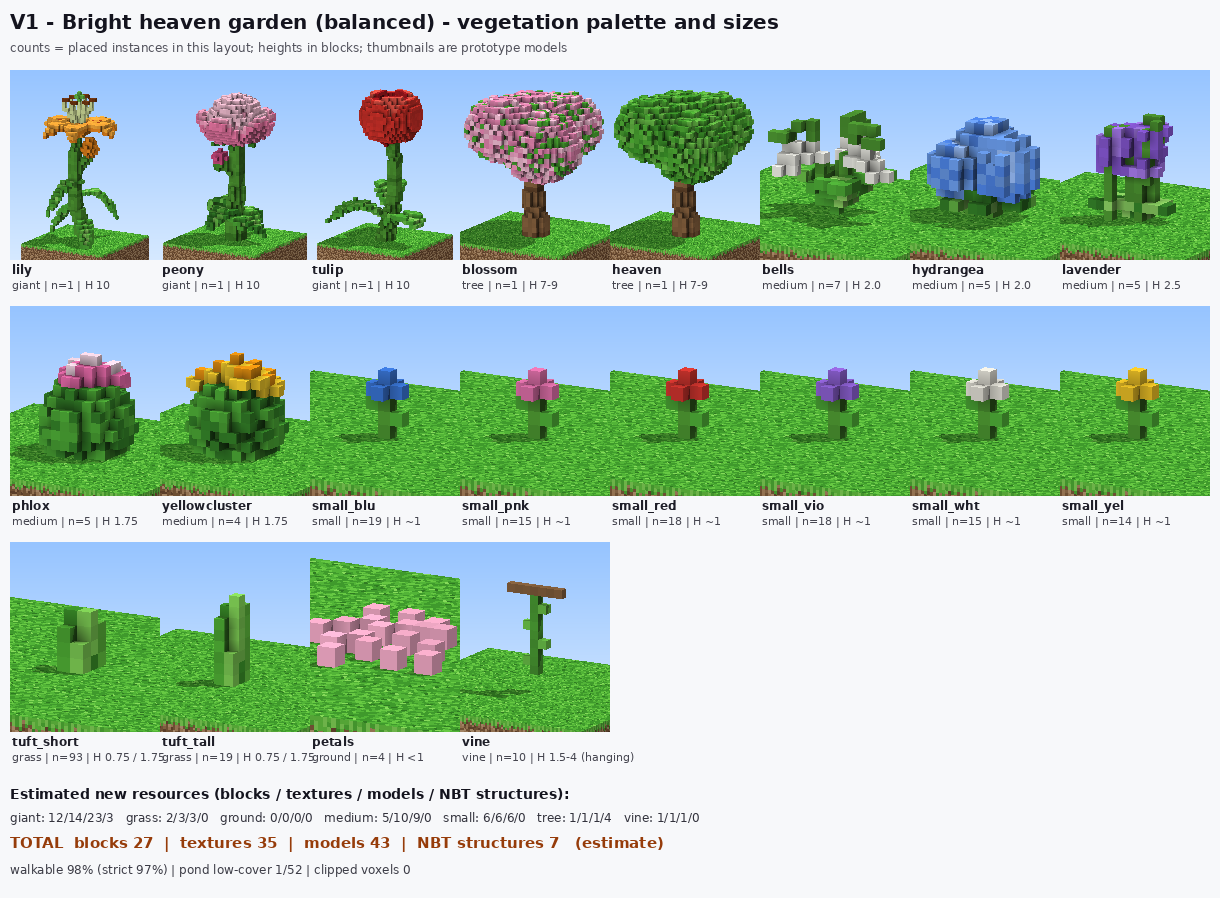 V1 - Bright heaven garden (balanced) - vegetation palette and sizes
counts = placed instances in this layout; heights in blocks; thumbnails are prototype models
lily peony tulip blossom heaven bells hydrangea lavender
giant | n=1 | H 10 giant | n=1 | H 10 giant | n=1 | H 10 tree | n=1 | H 7-9 tree | n=1 | H 7-9 medium | n=7 | H 2.0 medium | n=5 | H 2.0 medium | n=5 | H 2.5
phlox yellowcluster small_blu small_pnk small_red small_vio small_wht small_yel
medium | n=5 | H 1.75 medium | n=4 | H 1.75 small | n=19 | H ~1 small | n=15 | H ~1 small | n=18 | H ~1 small | n=18 | H ~1 small | n=15 | H ~1 small | n=14 | H ~1
tuft_short tuft_tall petals vine
grass | n=93 | H 0.75 / 1.75 grass | n=19 | H 0.75 / 1.75 ground | n=4 | H <1 vine | n=10 | H 1.5-4 (hanging)
Estimated new resources (blocks / textures / models / NBT structures):
giant: 12/14/23/3 grass: 2/3/3/0 ground: 0/0/0/0 medium: 5/10/9/0 small: 6/6/6/0 tree: 1/1/1/4 vine: 1/1/1/0
TOTAL blocks 27 | textures 35 | models 43 | NBT structures 7 (estimate)
walkable 98% (strict 97%) | pond low-cover 1/52 | clipped voxels 0